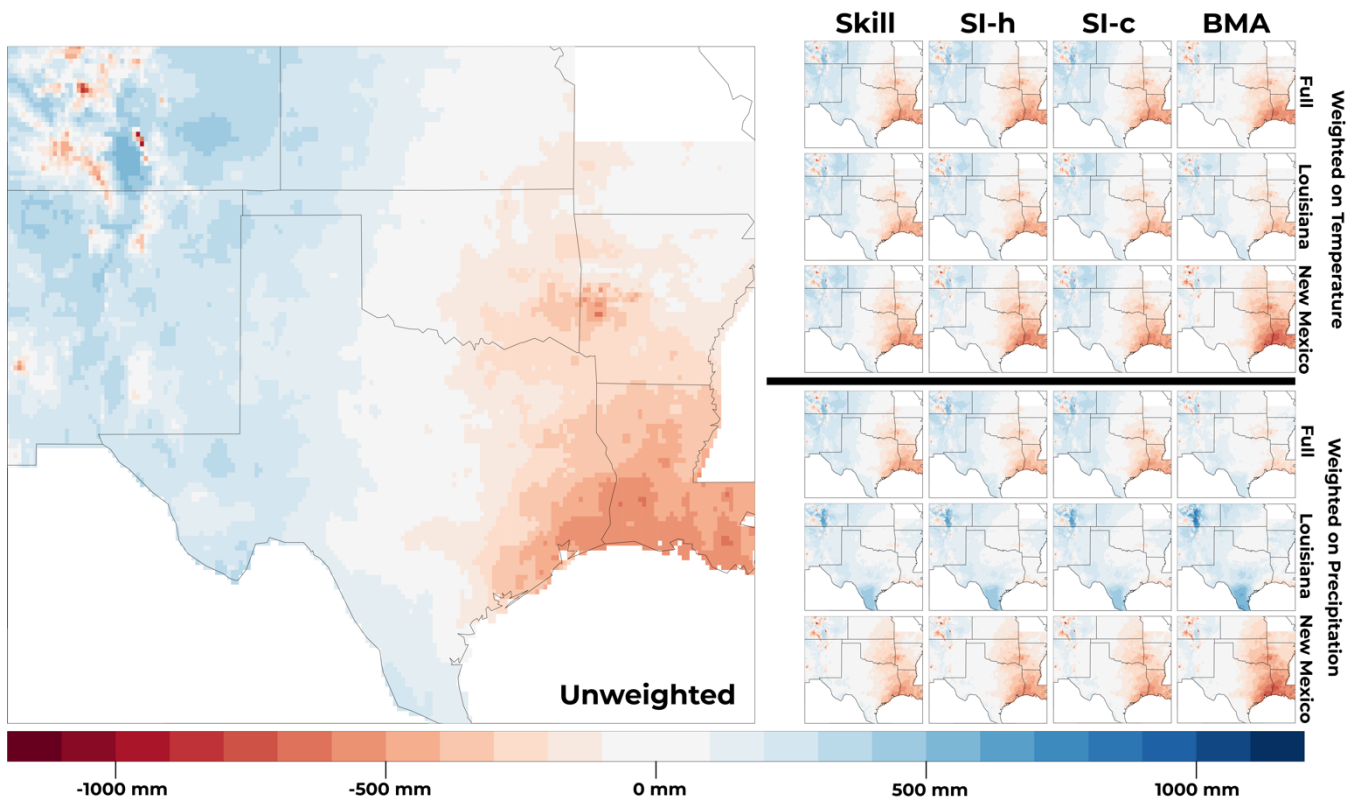 Skill SI-h SI-c BMA
Full
Louisiana
New Mexico
Weighted on Temperature
Full
Louisiana
New Mexico
Weighted on Precipitation
Unweighted
-1000 mm -500 mm 0 mm 500 mm 1000 mm